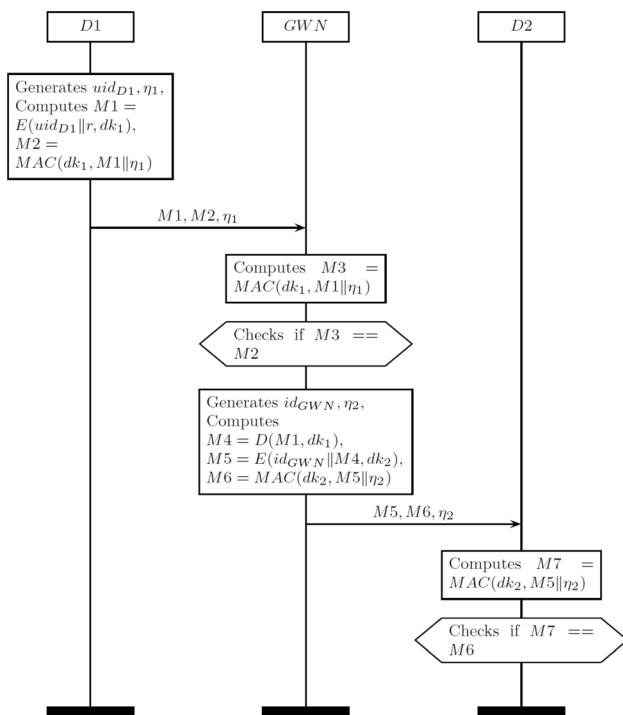 D1
GWN
D2
Generates uid_{D1}, η_1,
Computes M1 =
E(uid_{D1}‖r, dk_1),
M2 =
MAC(dk_1, M1‖η_1)
M1, M2, η_1
Computes M3 =
MAC(dk_1, M1‖η_1)
Checks if M3 ==
M2
Generates id_{GWN}, η_2,
Computes
M4 = D(M1, dk_1),
M5 = E(id_{GWN}‖M4, dk_2),
M6 = MAC(dk_2, M5‖η_2)
M5, M6, η_2
Computes M7 =
MAC(dk_2, M5‖η_2)
Checks if M7 ==
M6